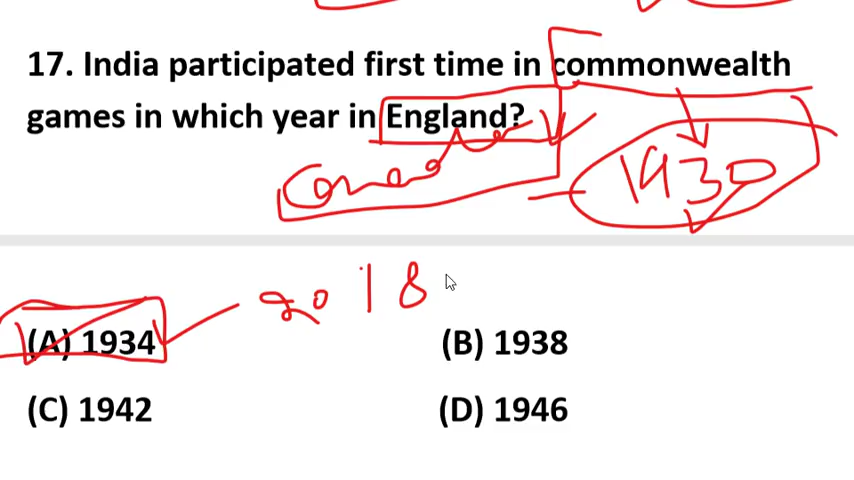 17. India participated first time in commonwealth
games in which year in England?
1930
2018
(A) 1934 (B) 1938
(C) 1942 (D) 1946